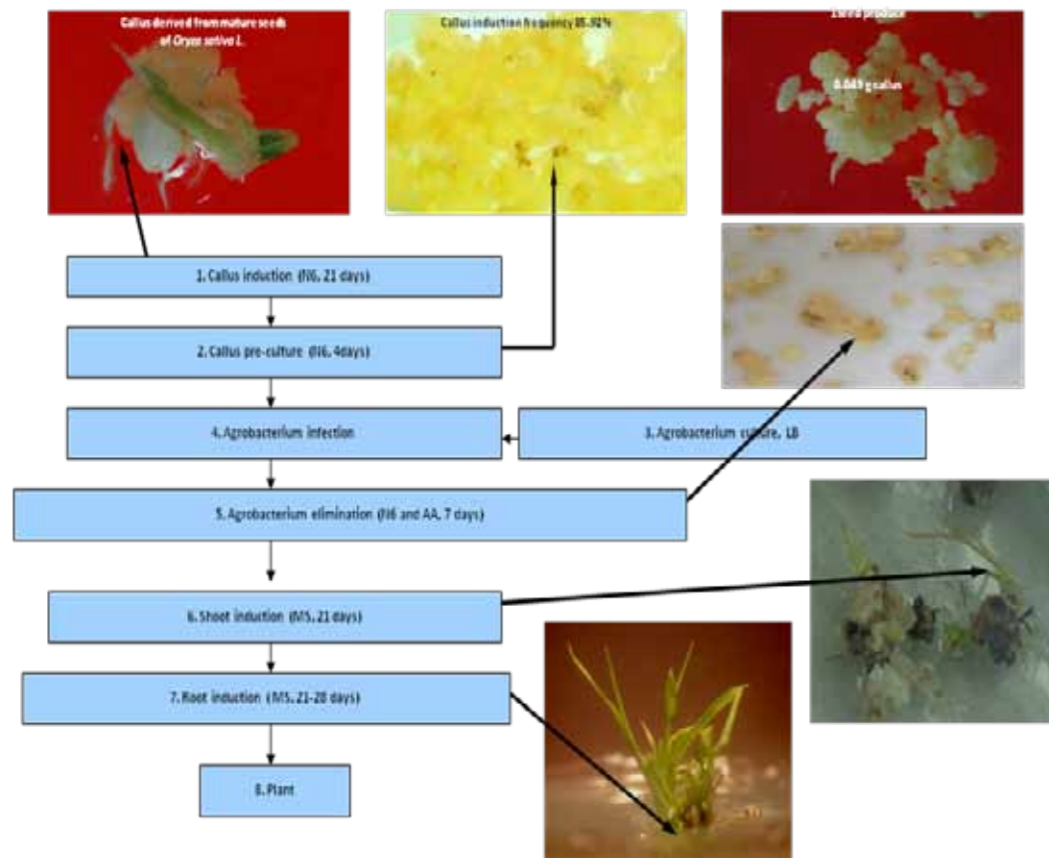 Callus derived from mature seeds
of Oryza sativa L.
Callus induction frequency 85.92%
1seed produce
0.049 g callus
1. Callus induction (N6, 21 days)
2. Callus pre-culture (N6, 4days)
4. Agrobacterium infection
3. Agrobacterium culture, LB
5. Agrobacterium elimination (N6 and AA, 7 days)
6. Shoot induction (MS, 21 days)
7. Root induction (MS, 21-28 days)
8. Plant